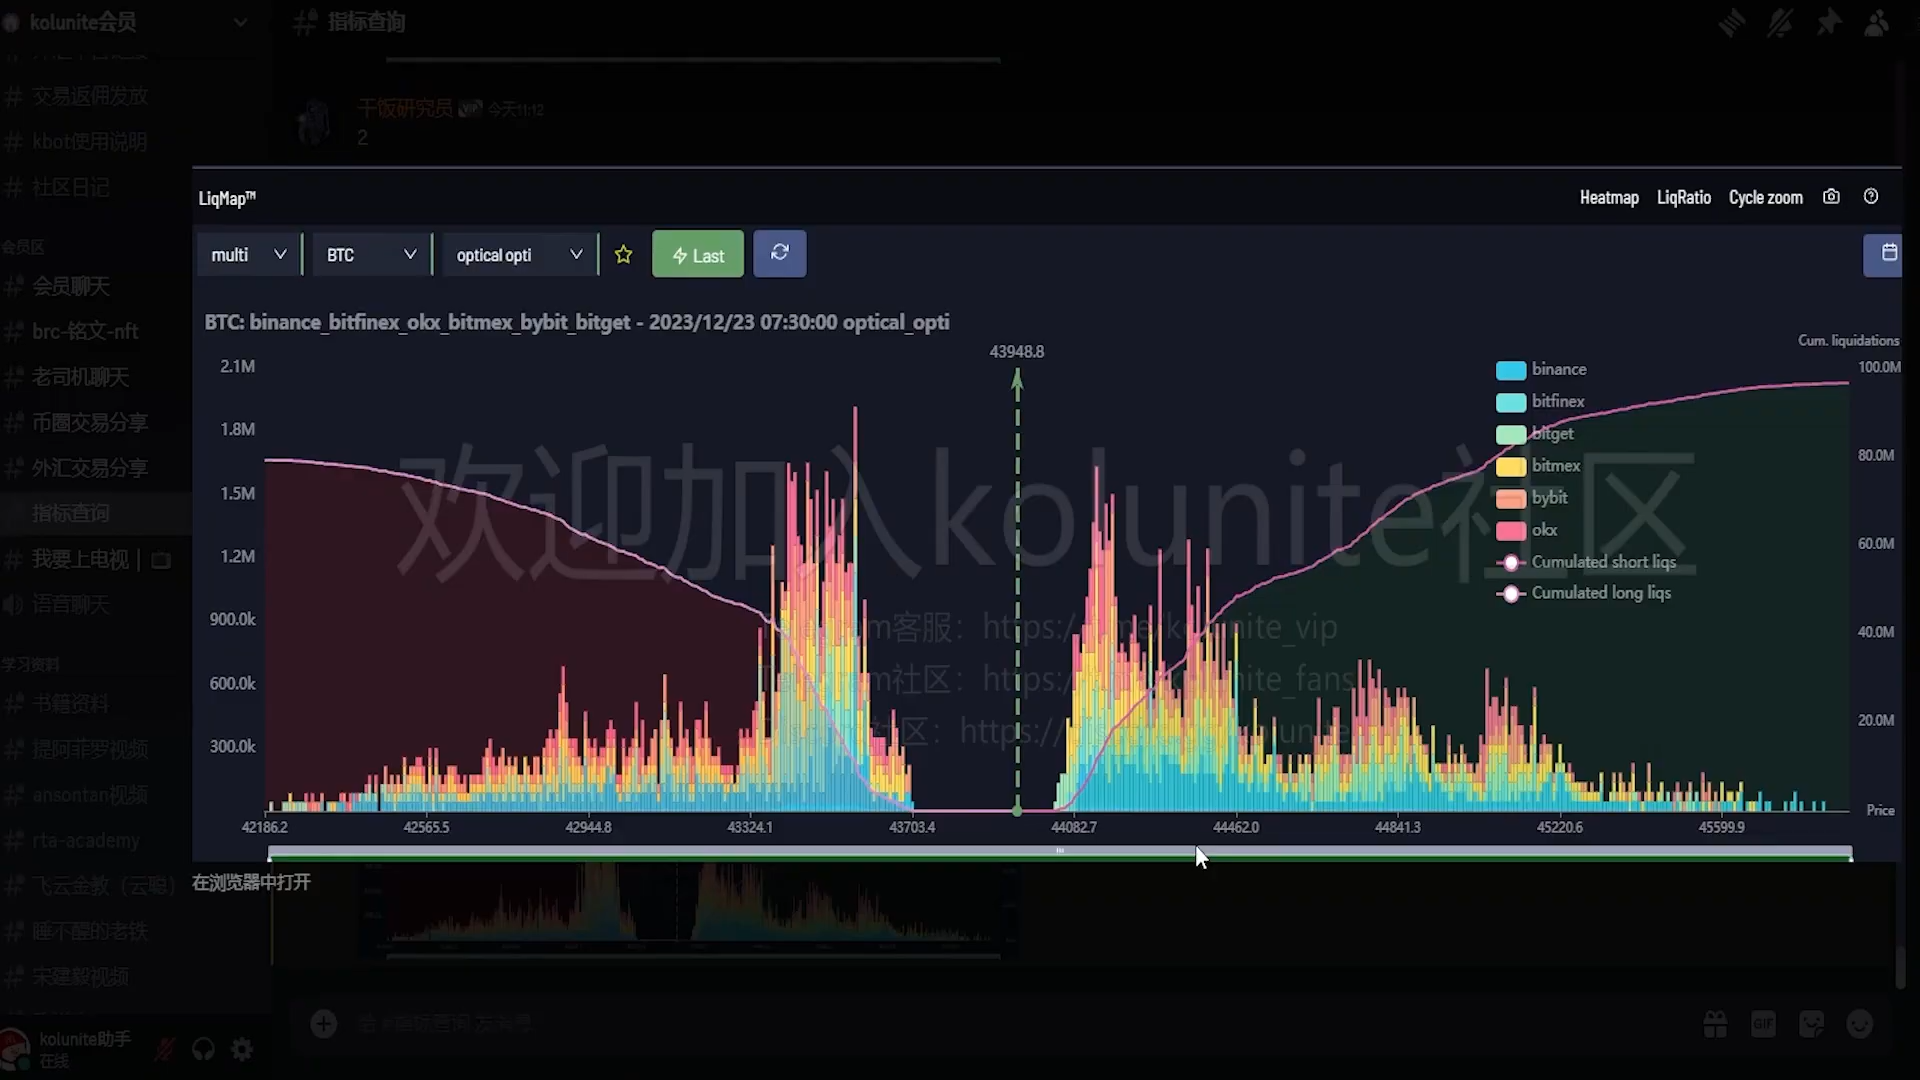 kolunite会员
指标查询
交易返佣发放
干饭研究员 今天11:12
2
kbot使用说明
社区日记
LiqMap™
Heatmap LiqRatio Cycle zoom
multi BTC optical opti Last
会员区
会员聊天
brc-铭文-nft
老司机聊天
币圈交易分享
外汇交易分享
指标查询
我要上电视 |
语音聊天
学习资料
书籍资料
提阿菲罗视频
ansontan视频
rta-academy
飞云金教（云聪）
睡不醒的老铁
宋建毅视频
kolunite助手
在线
BTC: binance_bitfinex_okx_bitmex_bybit_bitget - 2023/12/23 07:30:00 optical_opti
Cum. liquidations
43948.8
2.1M
1.8M
1.5M
1.2M
900.0k
600.0k
300.0k
100.0M
80.0M
60.0M
40.0M
20.0M
Price
binance
bitfinex
bitget
bitmex
bybit
okx
Cumulated short liqs
Cumulated long liqs
欢迎加入kolunite社区
42186.2 42565.5 42944.8 43324.1 43703.4 44082.7 44462.0 44841.3 45220.6 45599.9
在浏览器中打开
GIF